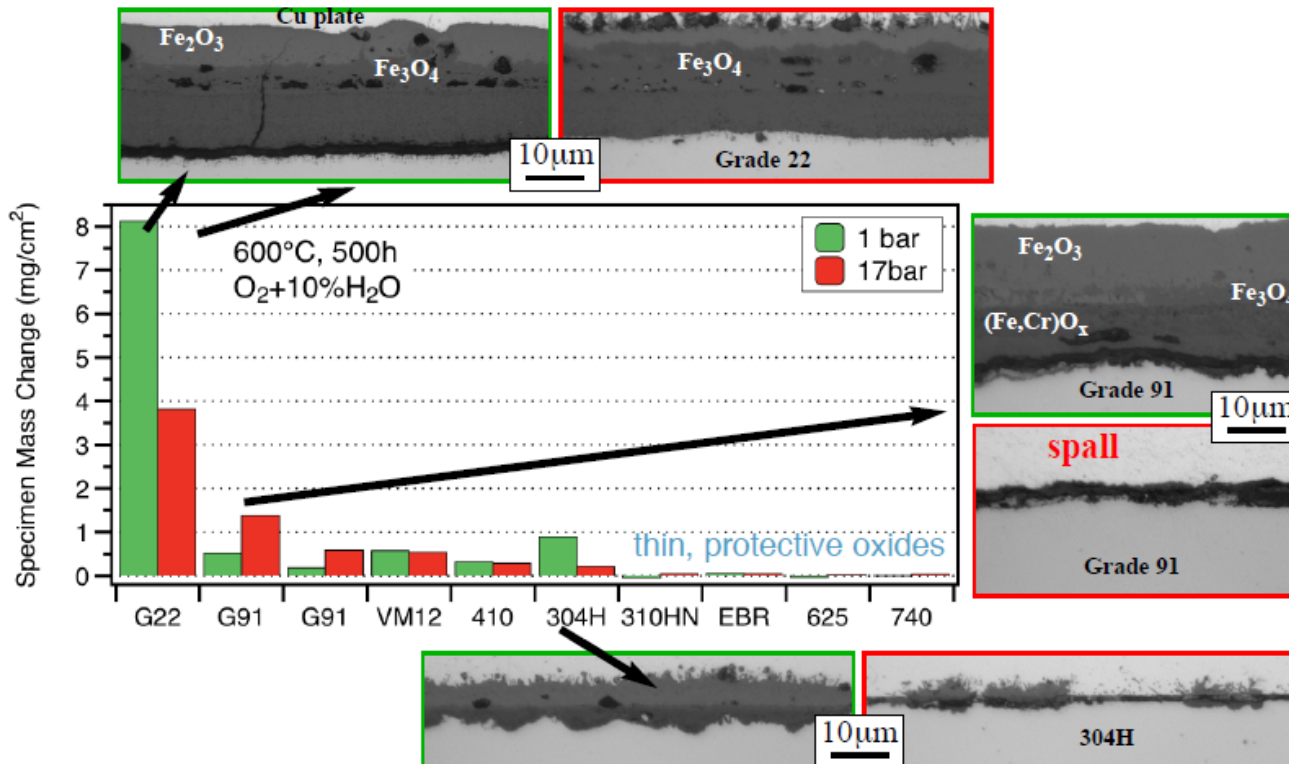 Cu plate
Fe₂O₃
Fe₃O₄
10µm
Fe₃O₄
Grade 22
10µm
Specimen Mass Change (mg/cm²)
8
7
6
5
4
3
2
1
0
600°C, 500h
O₂+10%H₂O
1 bar
17bar
thin, protective oxides
G22 G91 G91 VM12 410 304H 310HN EBR 625 740
Fe₂O₃
Fe₃O
(Fe,Cr)Oₓ
Grade 91
10µm
spall
Grade 91
10µm
304H